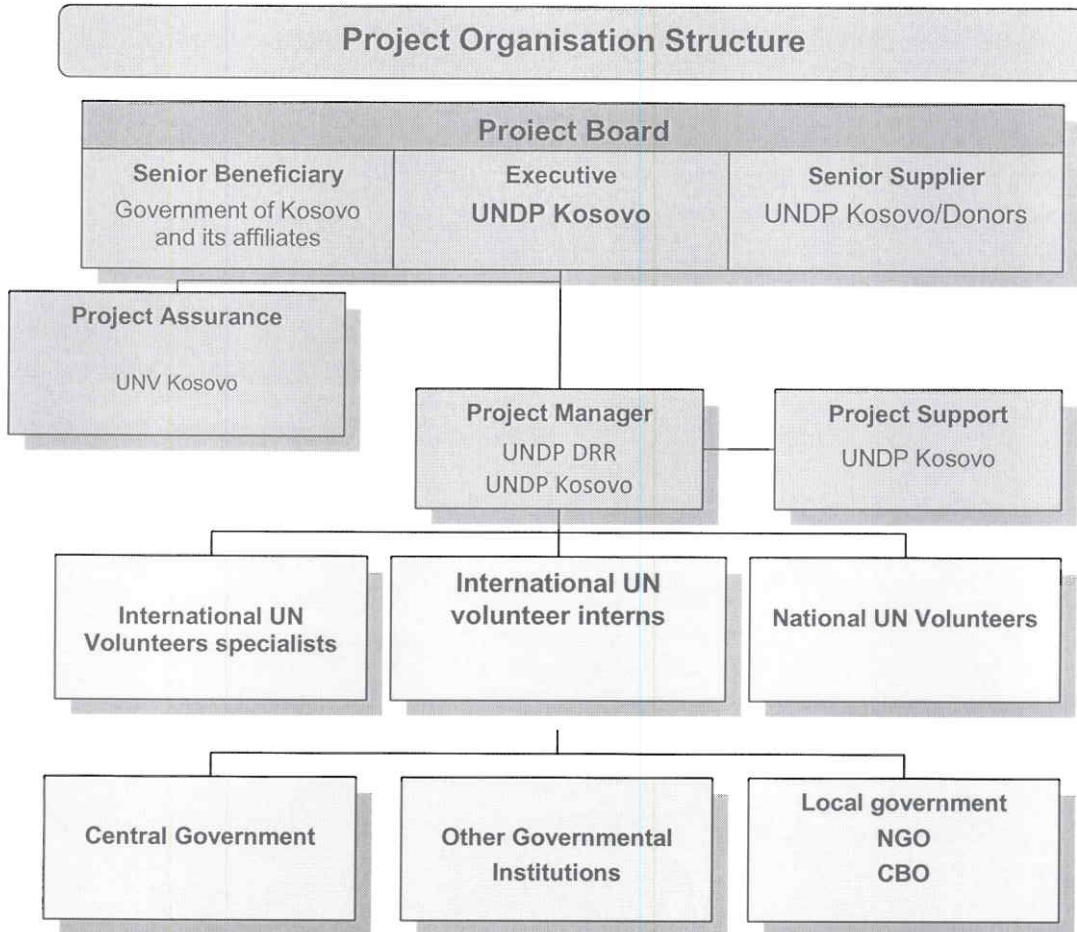 Project Organisation Structure
Project Board
Senior Beneficiary
Government of Kosovo
and its affiliates
Executive
UNDP Kosovo
Senior Supplier
UNDP Kosovo/Donors
Project Assurance
UNV Kosovo
Project Manager
UNDP DRR
UNDP Kosovo
Project Support
UNDP Kosovo
International UN
Volunteers specialists
International UN
volunteer interns
National UN Volunteers
Central Government
Other Governmental
Institutions
Local government
NGO
CBO